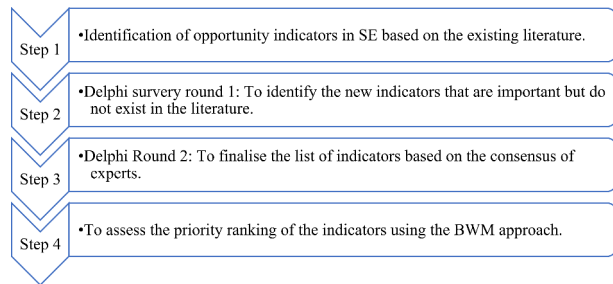 Step 1
•Identification of opportunity indicators in SE based on the existing literature.
Step 2
•Delphi survery round 1: To identify the new indicators that are important but do
not exist in the literature.
Step 3
•Delphi Round 2: To finalise the list of indicators based on the consensus of
experts.
Step 4
•To assess the priority ranking of the indicators using the BWM approach.